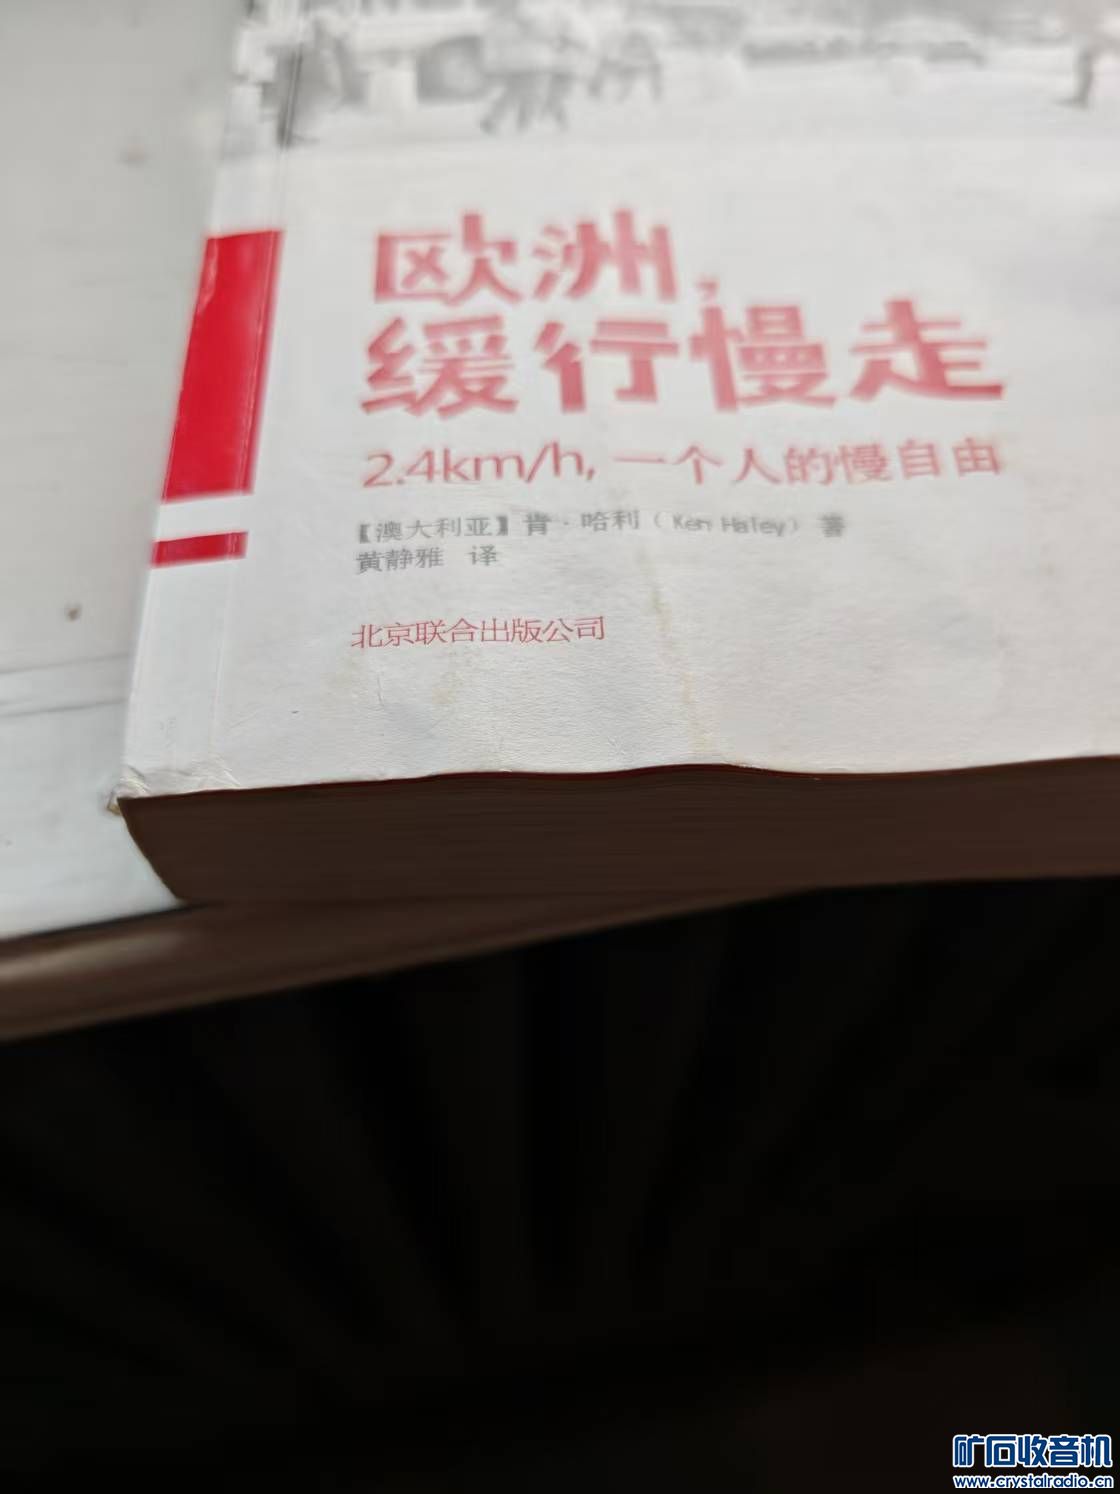 欧洲,
缓行慢走
2.4km/h, 一个人的慢自由
【澳大利亚】肯·哈利（Ken Haley）著
黄静雅 译
北京联合出版公司
矿石收音机
www.crystalradio.cn